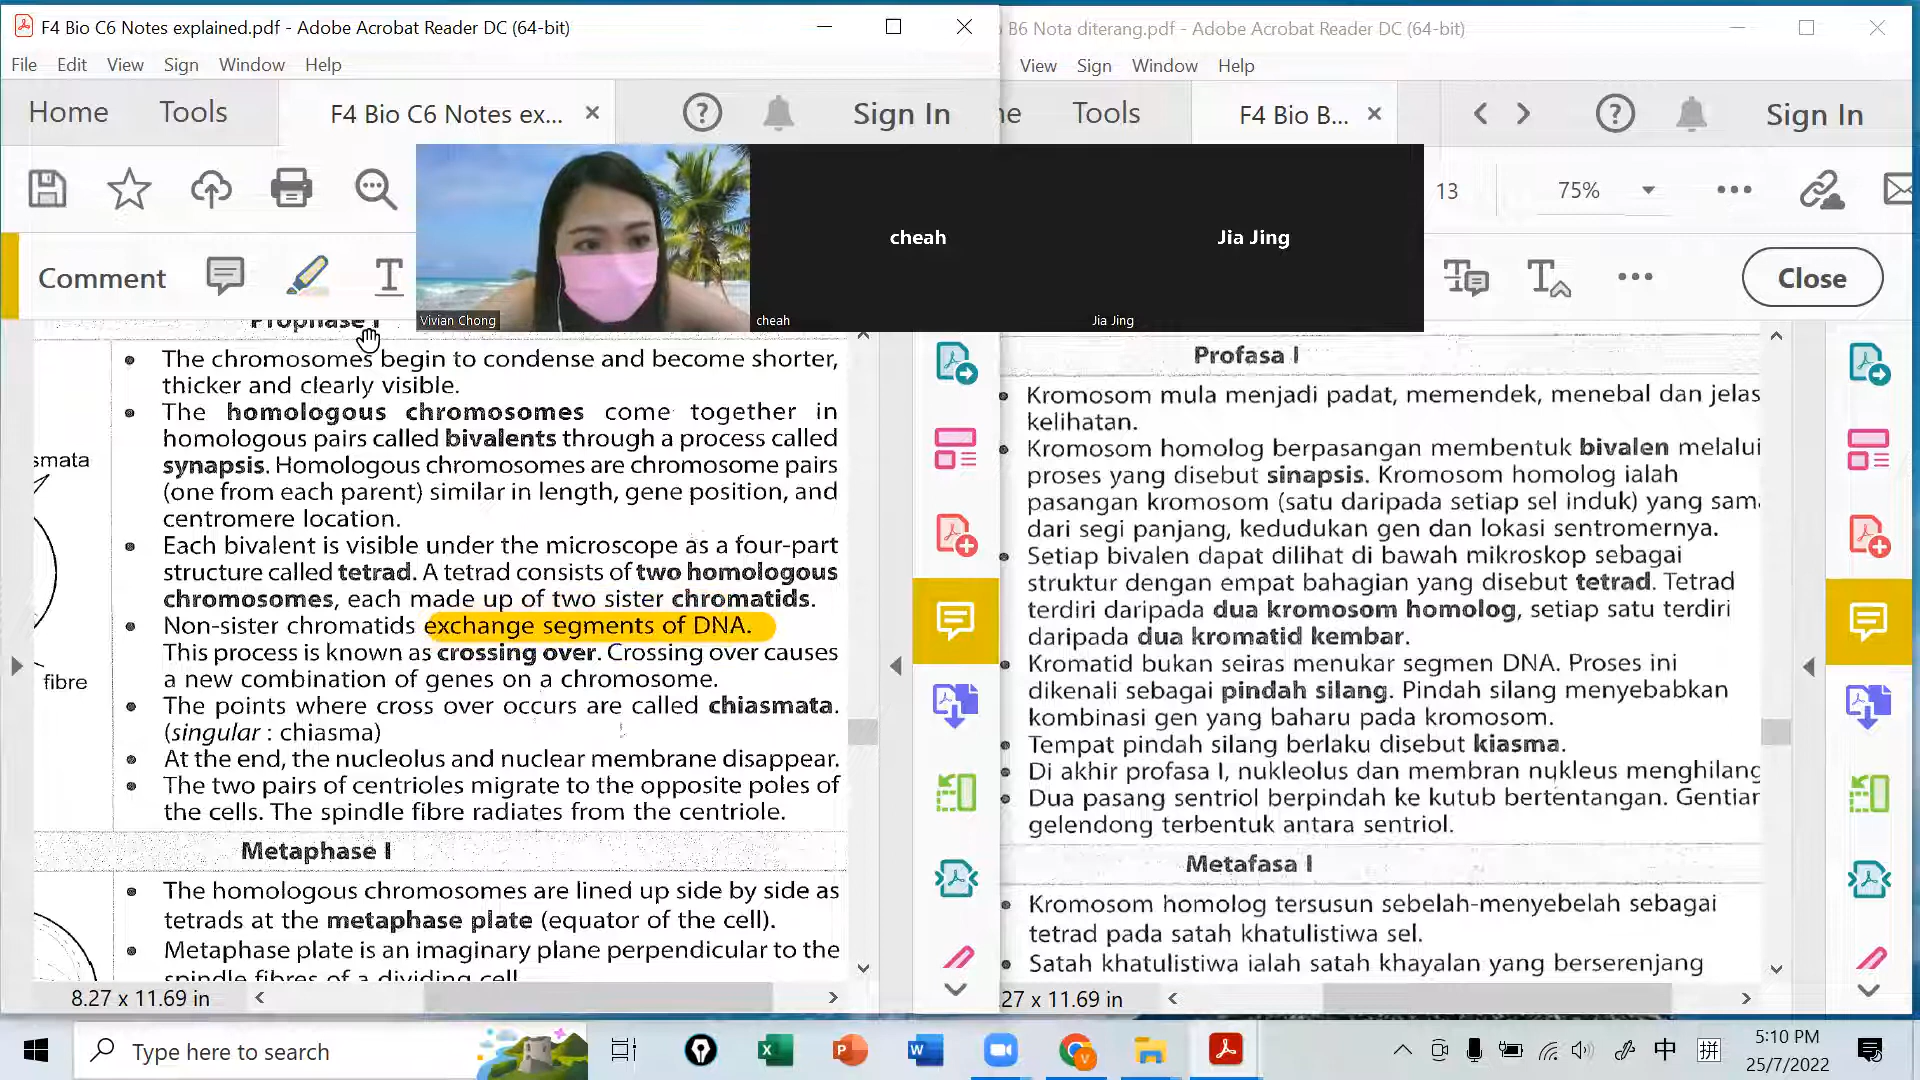 F4 Bio C6 Notes explained.pdf - Adobe Acrobat Reader DC (64-bit)
File Edit View Sign Window Help
Home Tools F4 Bio C6 Notes ex... Sign In
Comment
Prophase I
The chromosomes begin to condense and become shorter,
thicker and clearly visible.
The homologous chromosomes come together in
homologous pairs called bivalents through a process called
synapsis. Homologous chromosomes are chromosome pairs
(one from each parent) similar in length, gene position, and
centromere location.
Each bivalent is visible under the microscope as a four-part
structure called tetrad. A tetrad consists of two homologous
chromosomes, each made up of two sister chromatids.
Non-sister chromatids exchange segments of DNA.
This process is known as crossing over. Crossing over causes
a new combination of genes on a chromosome.
The points where cross over occurs are called chiasmata.
(singular : chiasma)
At the end, the nucleolus and nuclear membrane disappear.
The two pairs of centrioles migrate to the opposite poles of
the cells. The spindle fibre radiates from the centriole.
smata
fibre
Metaphase I
The homologous chromosomes are lined up side by side as
tetrads at the metaphase plate (equator of the cell).
Metaphase plate is an imaginary plane perpendicular to the
spindle fibres of a dividing cell
8.27 x 11.69 in
Vivian Chong
cheah
cheah
Jia Jing
Jia Jing
B6 Nota diterang.pdf - Adobe Acrobat Reader DC (64-bit)
View Sign Window Help
ne Tools F4 Bio B... Sign In
13 75%
Close
Profasa I
Kromosom mula menjadi padat, memendek, menebal dan jelas
kelihatan.
Kromosom homolog berpasangan membentuk bivalen melalui
proses yang disebut sinapsis. Kromosom homolog ialah
pasangan kromosom (satu daripada setiap sel induk) yang sam
dari segi panjang, kedudukan gen dan lokasi sentromernya.
Setiap bivalen dapat dilihat di bawah mikroskop sebagai
struktur dengan empat bahagian yang disebut tetrad. Tetrad
terdiri daripada dua kromosom homolog, setiap satu terdiri
daripada dua kromatid kembar.
Kromatid bukan seiras menukar segmen DNA. Proses ini
dikenali sebagai pindah silang. Pindah silang menyebabkan
kombinasi gen yang baharu pada kromosom.
Tempat pindah silang berlaku disebut kiasma.
Di akhir profasa I, nukleolus dan membran nukleus menghilang
Dua pasang sentriol berpindah ke kutub bertentangan. Gentian
gelendong terbentuk antara sentriol.
Metafasa I
Kromosom homolog tersusun sebelah-menyebelah sebagai
tetrad pada satah khatulistiwa sel.
Satah khatulistiwa ialah satah khayalan yang berserenjang
27 x 11.69 in
Type here to search
中 拼
5:10 PM
25/7/2022